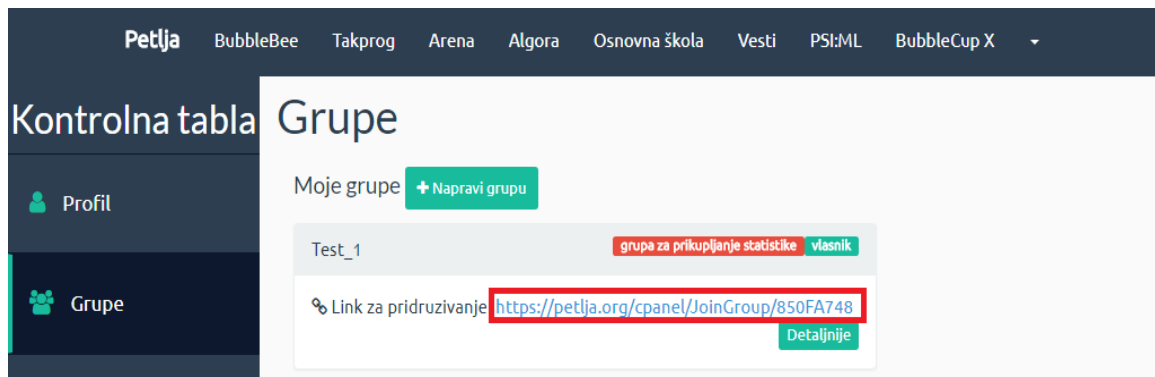 Petlja BubbleBee Takprog Arena Algora Osnovna škola Vesti PSI:ML BubbleCup X
Kontrolna tabla
Profil
Grupe
Grupe
Moje grupe + Napravi grupu
Test_1 grupa za prikupljanje statistike vlasnik
Link za pridruzivanje https://petlja.org/cpanel/JoinGroup/850FA748
Detaljnije